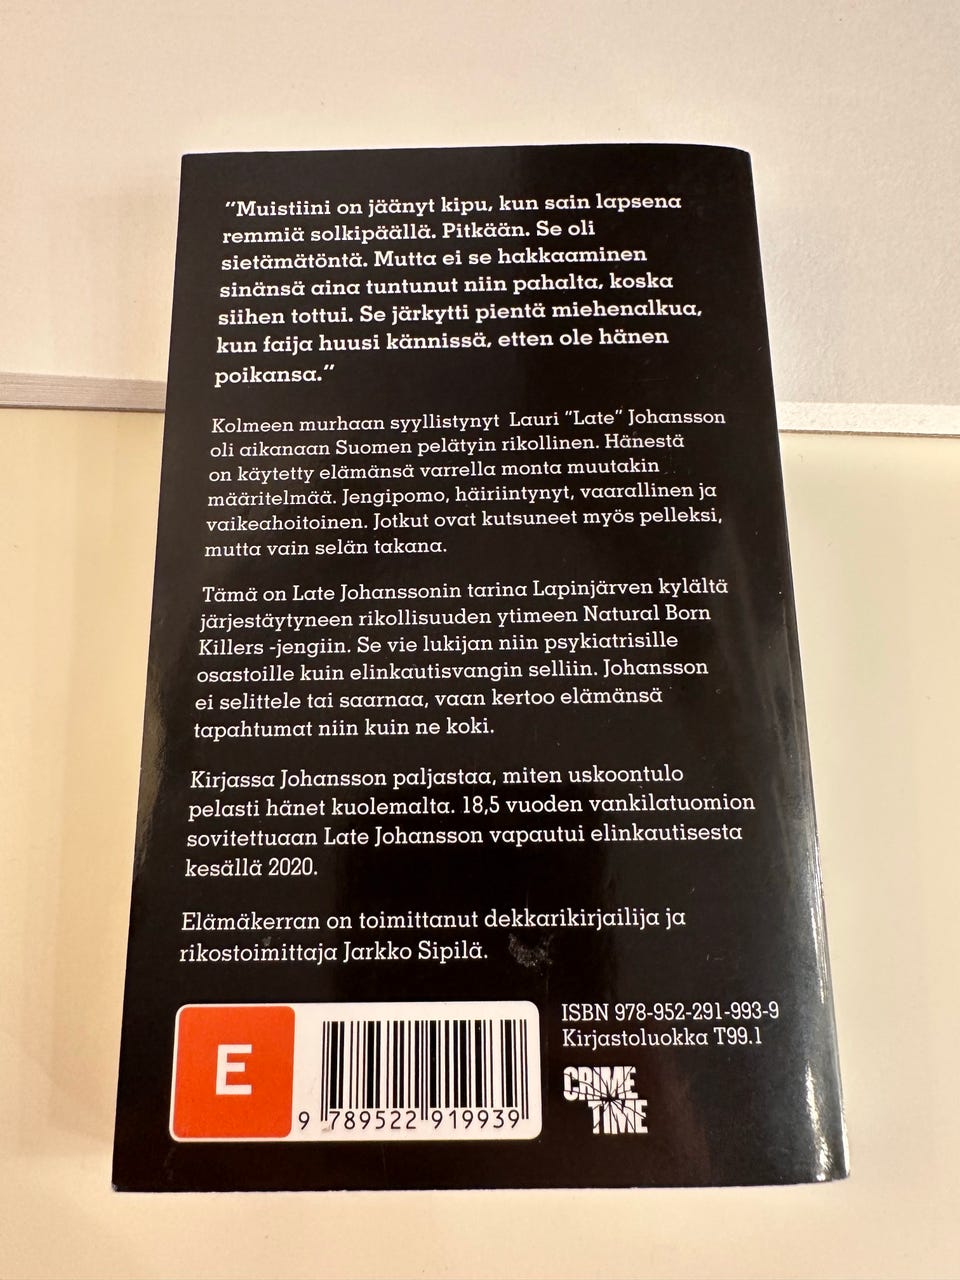 ”Muistiini on jäänyt kipu, kun sain lapsena
remmiä solkipäällä. Pitkään. Se oli
sietämätöntä. Mutta ei se hakkaaminen
sinänsä aina tuntunut niin pahalta, koska
siihen tottui. Se järkytti pientä miehenalkua,
kun faija huusi kännissä, etten ole hänen
poikansa.”
Kolmeen murhaan syyllistynyt Lauri ”Late” Johansson
oli aikanaan Suomen pelätyin rikollinen. Hänestä
on käytetty elämänsä varrella monta muutakin
määritelmää. Jengipomo, häiriintynyt, vaarallinen ja
vaikeahoitoinen. Jotkut ovat kutsuneet myös pelleksi,
mutta vain selän takana.
Tämä on Late Johanssonin tarina Lapinjärven kylältä
järjestäytyneen rikollisuuden ytimeen Natural Born
Killers -jengiin. Se vie lukijan niin psykiatrisille
osastoille kuin elinkautisvangin selliin. Johansson
ei selittele tai saarnaa, vaan kertoo elämänsä
tapahtumat niin kuin ne koki.
Kirjassa Johansson paljastaa, miten uskoontulo
pelasti hänet kuolemalta. 18,5 vuoden vankilatuomion
sovitettuaan Late Johansson vapautui elinkautisesta
kesällä 2020.
Elämäkerran on toimittanut dekkarikirjailija ja
rikostoimittaja Jarkko Sipilä.
E
9 789522 919939
ISBN 978-952-291-993-9
Kirjastoluokka T99.1
CRIME
TIME